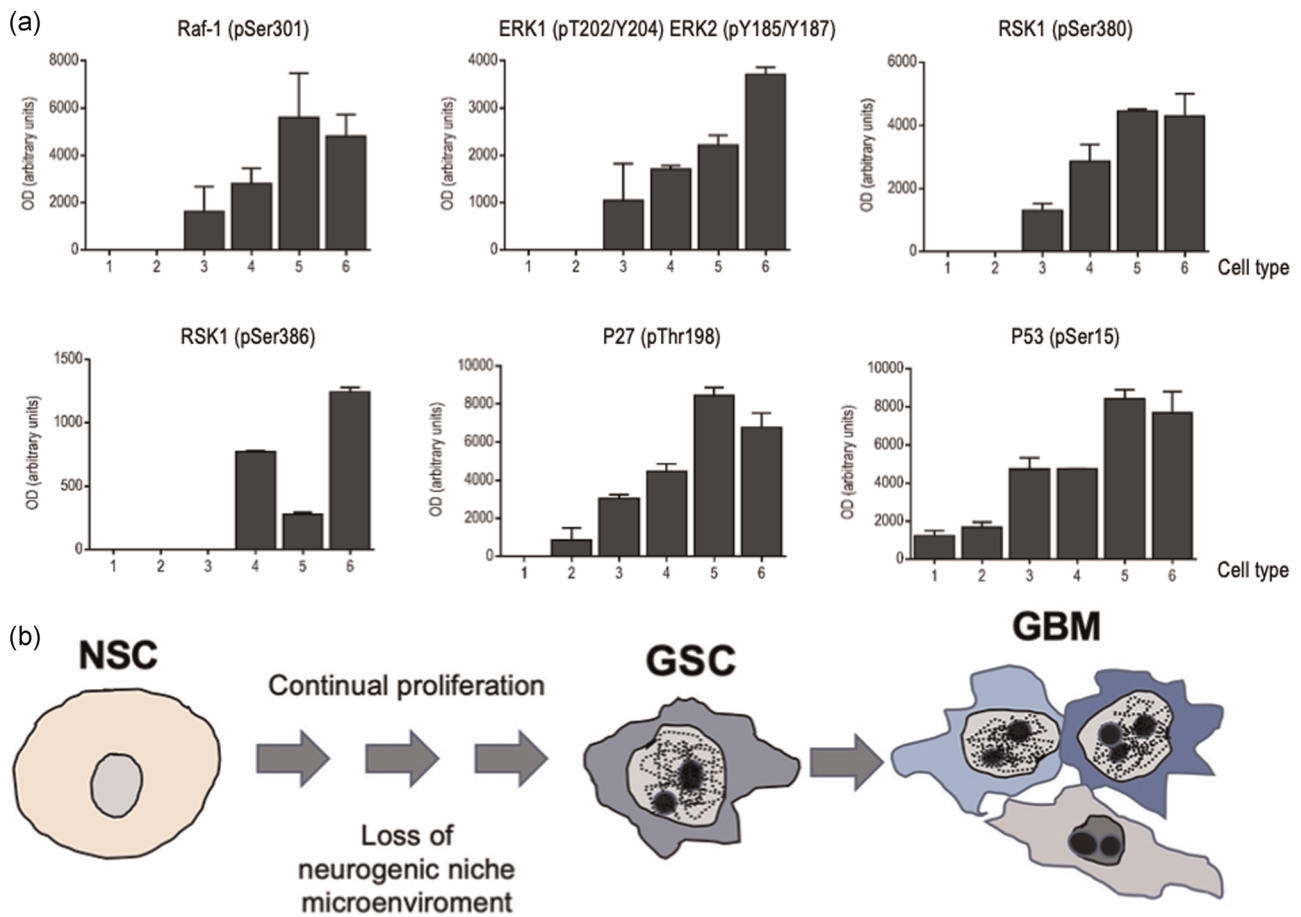 (a)
Raf-1 (pSer301)
OD (arbitrary units)
8000
6000
4000
2000
0
1 2 3 4 5 6
ERK1 (pT202/Y204) ERK2 (pY185/Y187)
OD (arbitrary units)
4000
3000
2000
1000
0
1 2 3 4 5 6
RSK1 (pSer380)
OD (arbitrary units)
6000
4000
2000
0
1 2 3 4 5 6
Cell type
RSK1 (pSer386)
OD (arbitrary units)
1500
1000
500
0
1 2 3 4 5 6
P27 (pThr198)
OD (arbitrary units)
10000
8000
6000
4000
2000
0
1 2 3 4 5 6
P53 (pSer15)
OD (arbitrary units)
10000
8000
6000
4000
2000
0
1 2 3 4 5 6
Cell type
(b)
NSC
Continual proliferation
Loss of
neurogenic niche
microenviroment
GSC
GBM